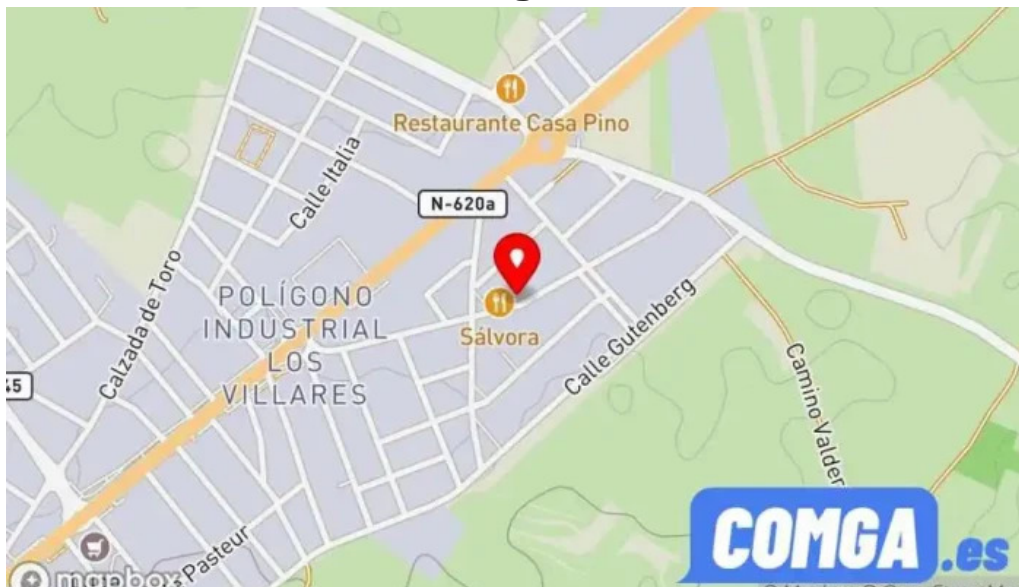 Restaurante Casa Pino
Calle Italia
N-620a
Calzada de Toro
POLÍGONO
INDUSTRIAL
LOS
VILLARES
Sálvora
Calle Gutenberg
45
Camino Valder
Pasteur
mapbox
COMGA.es